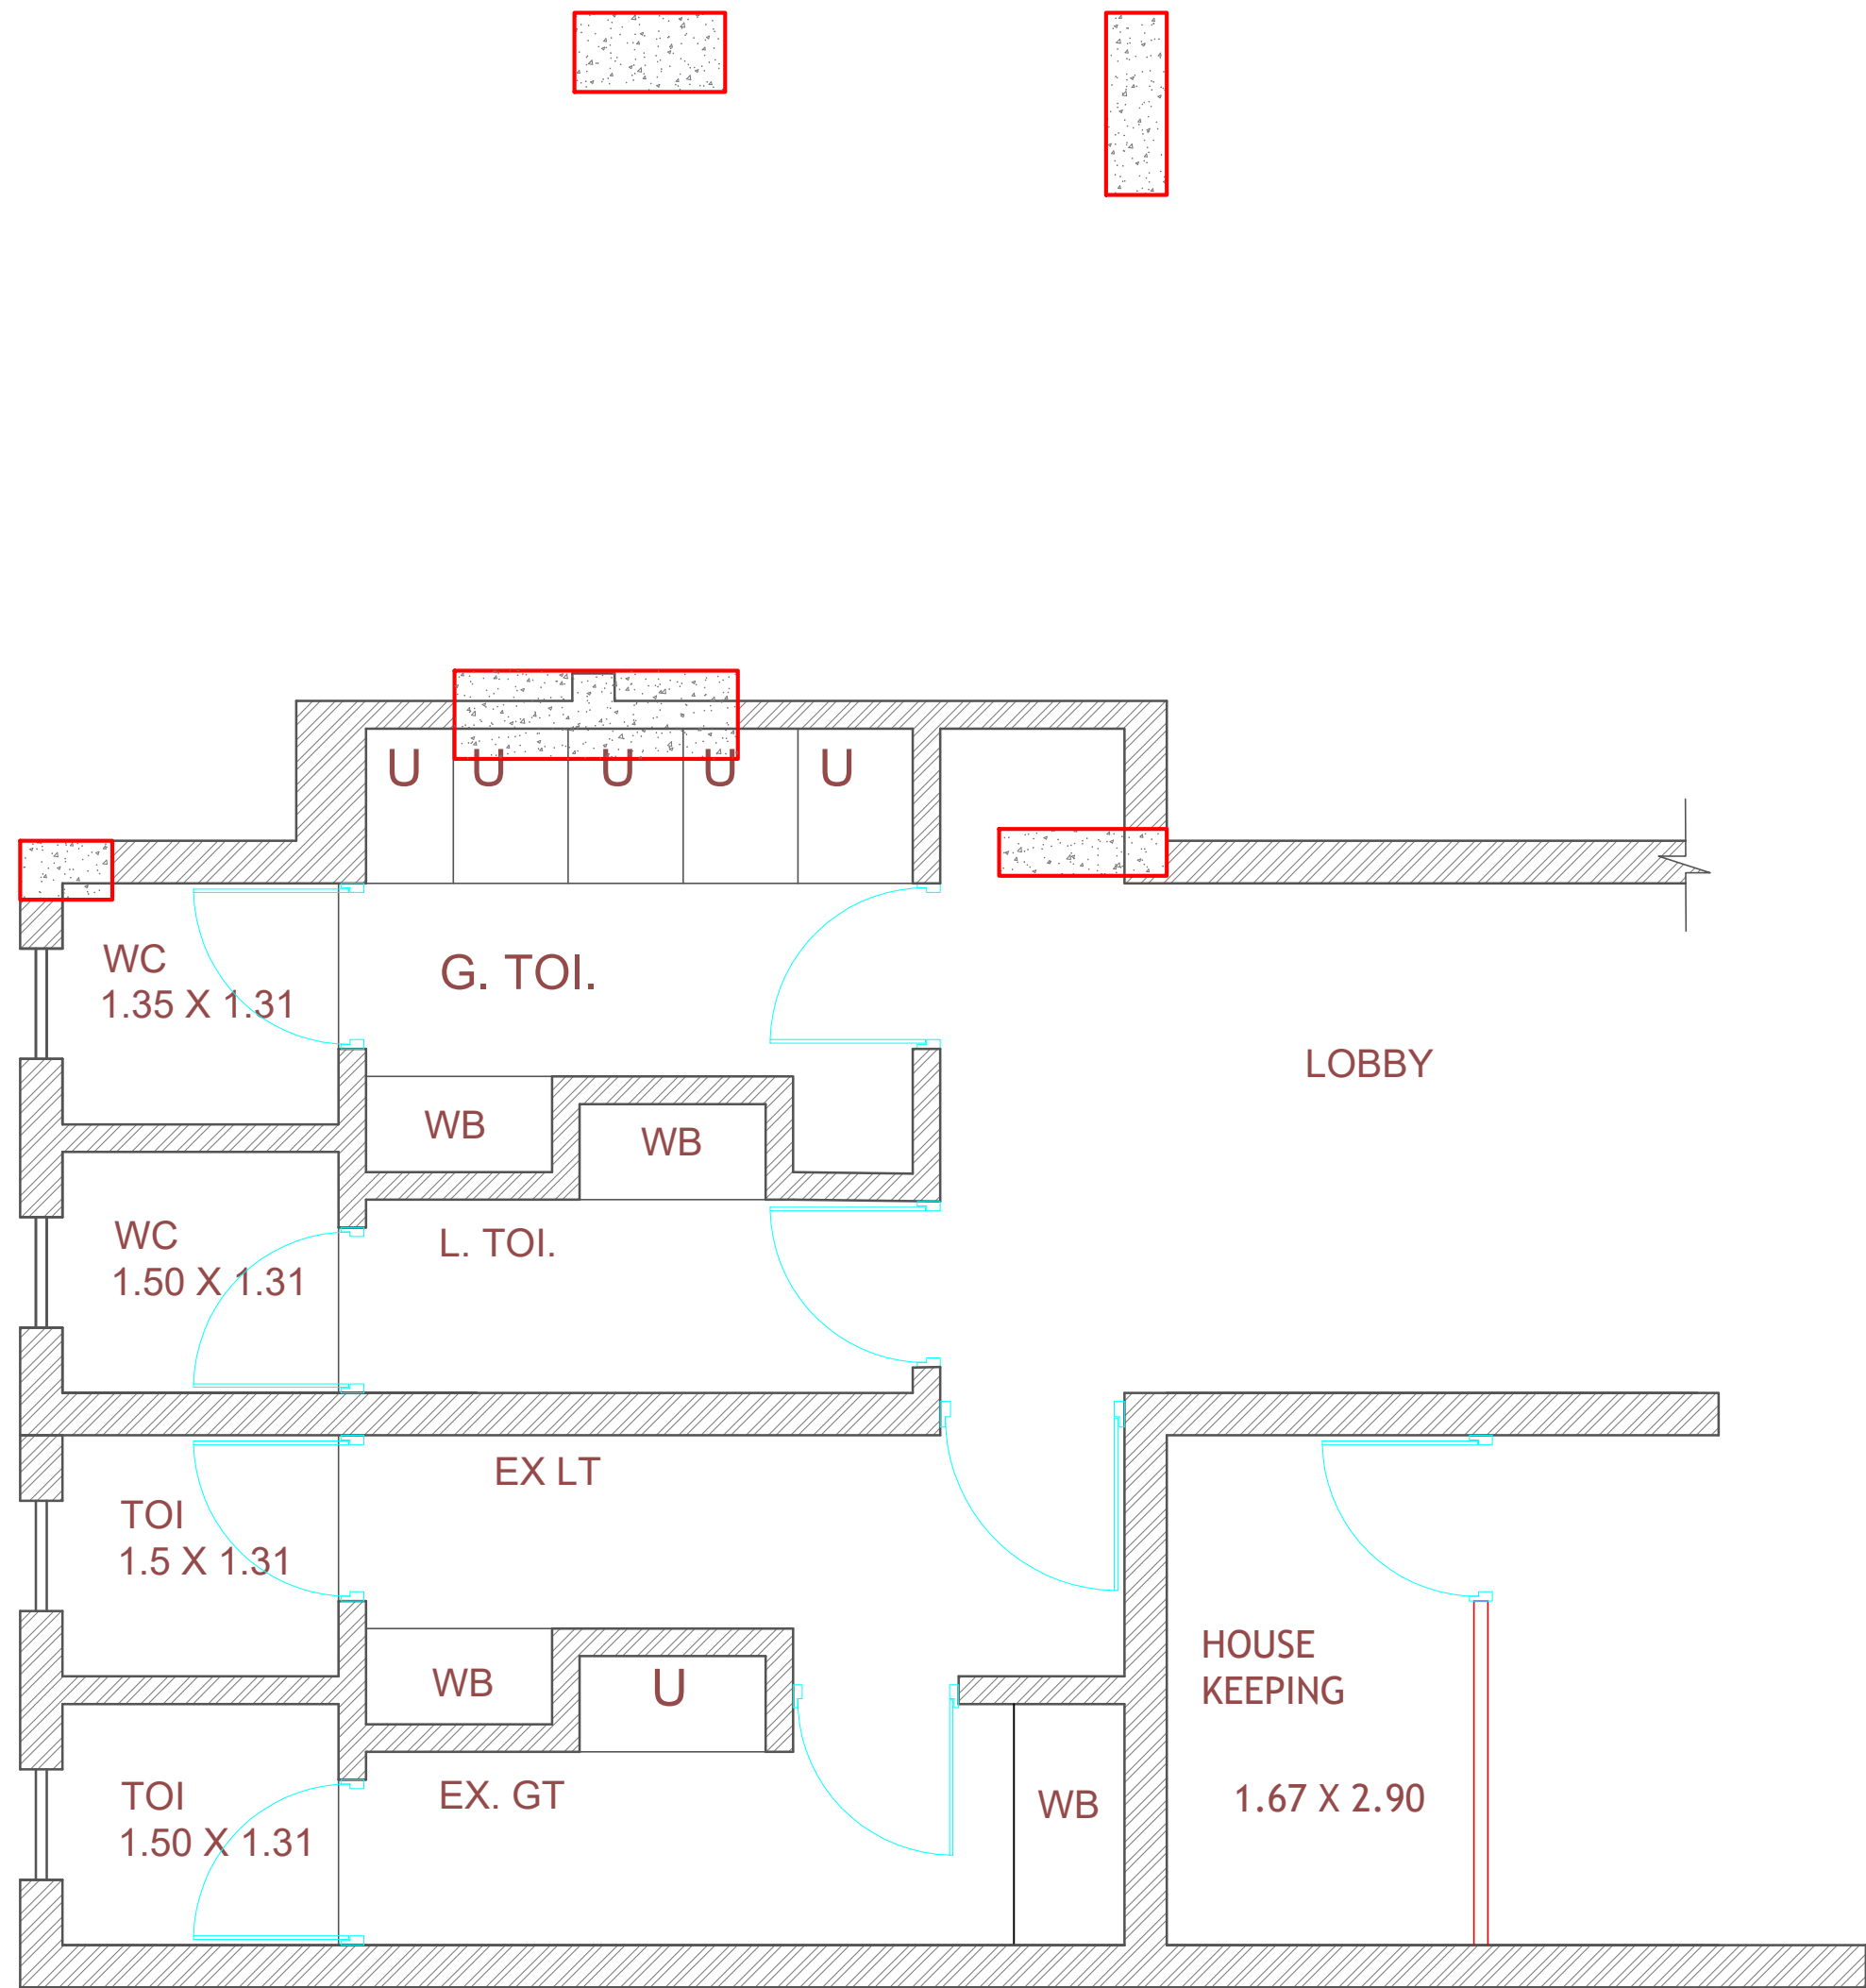 U U U U U
WC
1.35 X 1.31
G. TOI.
LOBBY
WB
WB
WC
1.50 X 1.31
L. TOI.
EX LT
TOI
1.5 X 1.31
HOUSE
KEEPING
WB
U
1.67 X 2.90
TOI
1.50 X 1.31
EX. GT
WB